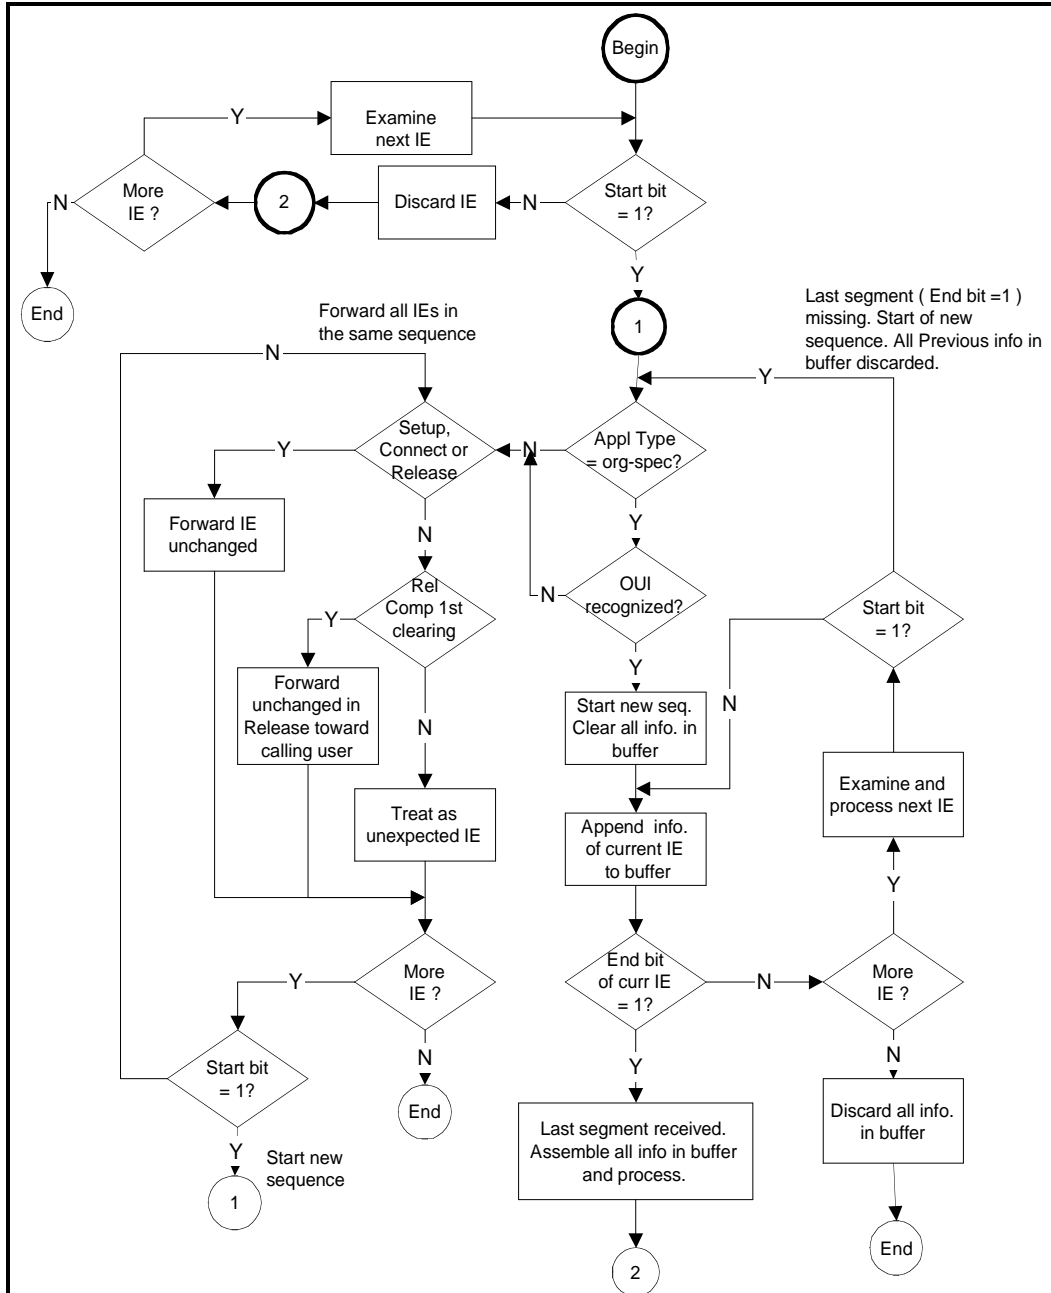 Begin
Y
Examine
next IE
N
More
IE ?
2
Discard IE
N
Start bit
= 1?
Y
End
1
Forward all IEs in
the same sequence
N
Last segment ( End bit =1 )
missing. Start of new
sequence. All Previous info in
buffer discarded.
Y
Y
Setup,
Connect or
Release
N
Appl Type
= org-spec?
Forward IE
unchanged
N
Y
Rel
Comp 1st
clearing
Y
N
OUI
recognized?
Start bit
= 1?
Y
Forward
unchanged in
Release toward
calling user
N
Start new seq.
Clear all info. in
buffer
N
Treat as
unexpected IE
Append  info.
of current IE
to buffer
Examine and
process next IE
Y
Y
More
IE ?
End bit
of curr IE
= 1?
N
More
IE ?
Start bit
= 1?
N
Y
N
End
Last segment received.
Assemble all info in buffer
and process.
Discard all info.
in buffer
Y
Start new
sequence
1
2
End